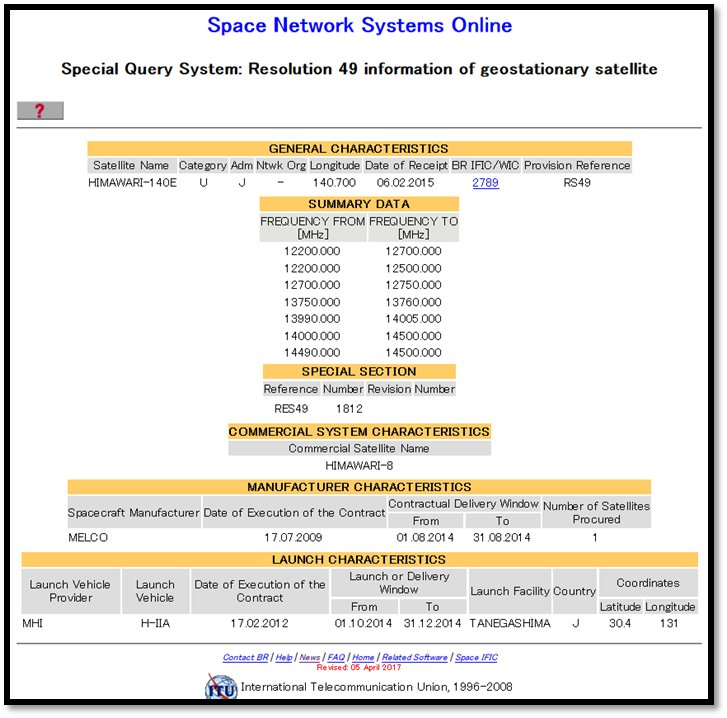 Space Network Systems Online
Special Query System: Resolution 49 information of geostationary satellite
?
GENERAL CHARACTERISTICS
Satellite Name Category Adm Ntwk Org Longitude Date of Receipt BR IFIC/WIC Provision Reference
HIMAWARI-140E U J - 140.700 06.02.2015 2789 RS49
SUMMARY DATA
FREQUENCY FROM FREQUENCY TO
[MHz] [MHz]
12200.000 12700.000
12200.000 12500.000
12700.000 12750.000
13750.000 13760.000
13990.000 14005.000
14000.000 14500.000
14490.000 14500.000
SPECIAL SECTION
Reference Number Revision Number
RES49 1812
COMMERCIAL SYSTEM CHARACTERISTICS
Commercial Satellite Name
HIMAWARI-8
MANUFACTURER CHARACTERISTICS
Spacecraft Manufacturer Date of Execution of the Contract Contractual Delivery Window Number of Satellites Procured
From To
MELCO 17.07.2009 01.08.2014 31.08.2014 1
LAUNCH CHARACTERISTICS
Launch Vehicle Provider Launch Vehicle Date of Execution of the Contract Launch or Delivery Window Launch Facility Country Coordinates
From To Latitude Longitude
MHI H-IIA 17.02.2012 01.10.2014 31.12.2014 TANEGASHIMA J 30.4 131
Contact BR | Help | News | FAQ | Home | Related Software | Space IFIC
Revised: 05 April 2017
ITU International Telecommunication Union, 1996-2008